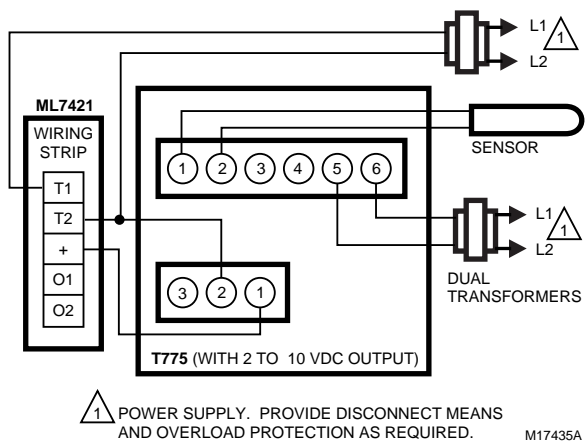 L1
1
L2
ML7421
WIRING
STRIP
T1
T2
+
O1
O2
1 2 3 4 5 6
SENSOR
L1
1
L2
DUAL
TRANSFORMERS
3 2 1
T775 (WITH 2 TO 10 VDC OUTPUT)
1 POWER SUPPLY. PROVIDE DISCONNECT MEANS
AND OVERLOAD PROTECTION AS REQUIRED.
M17435A